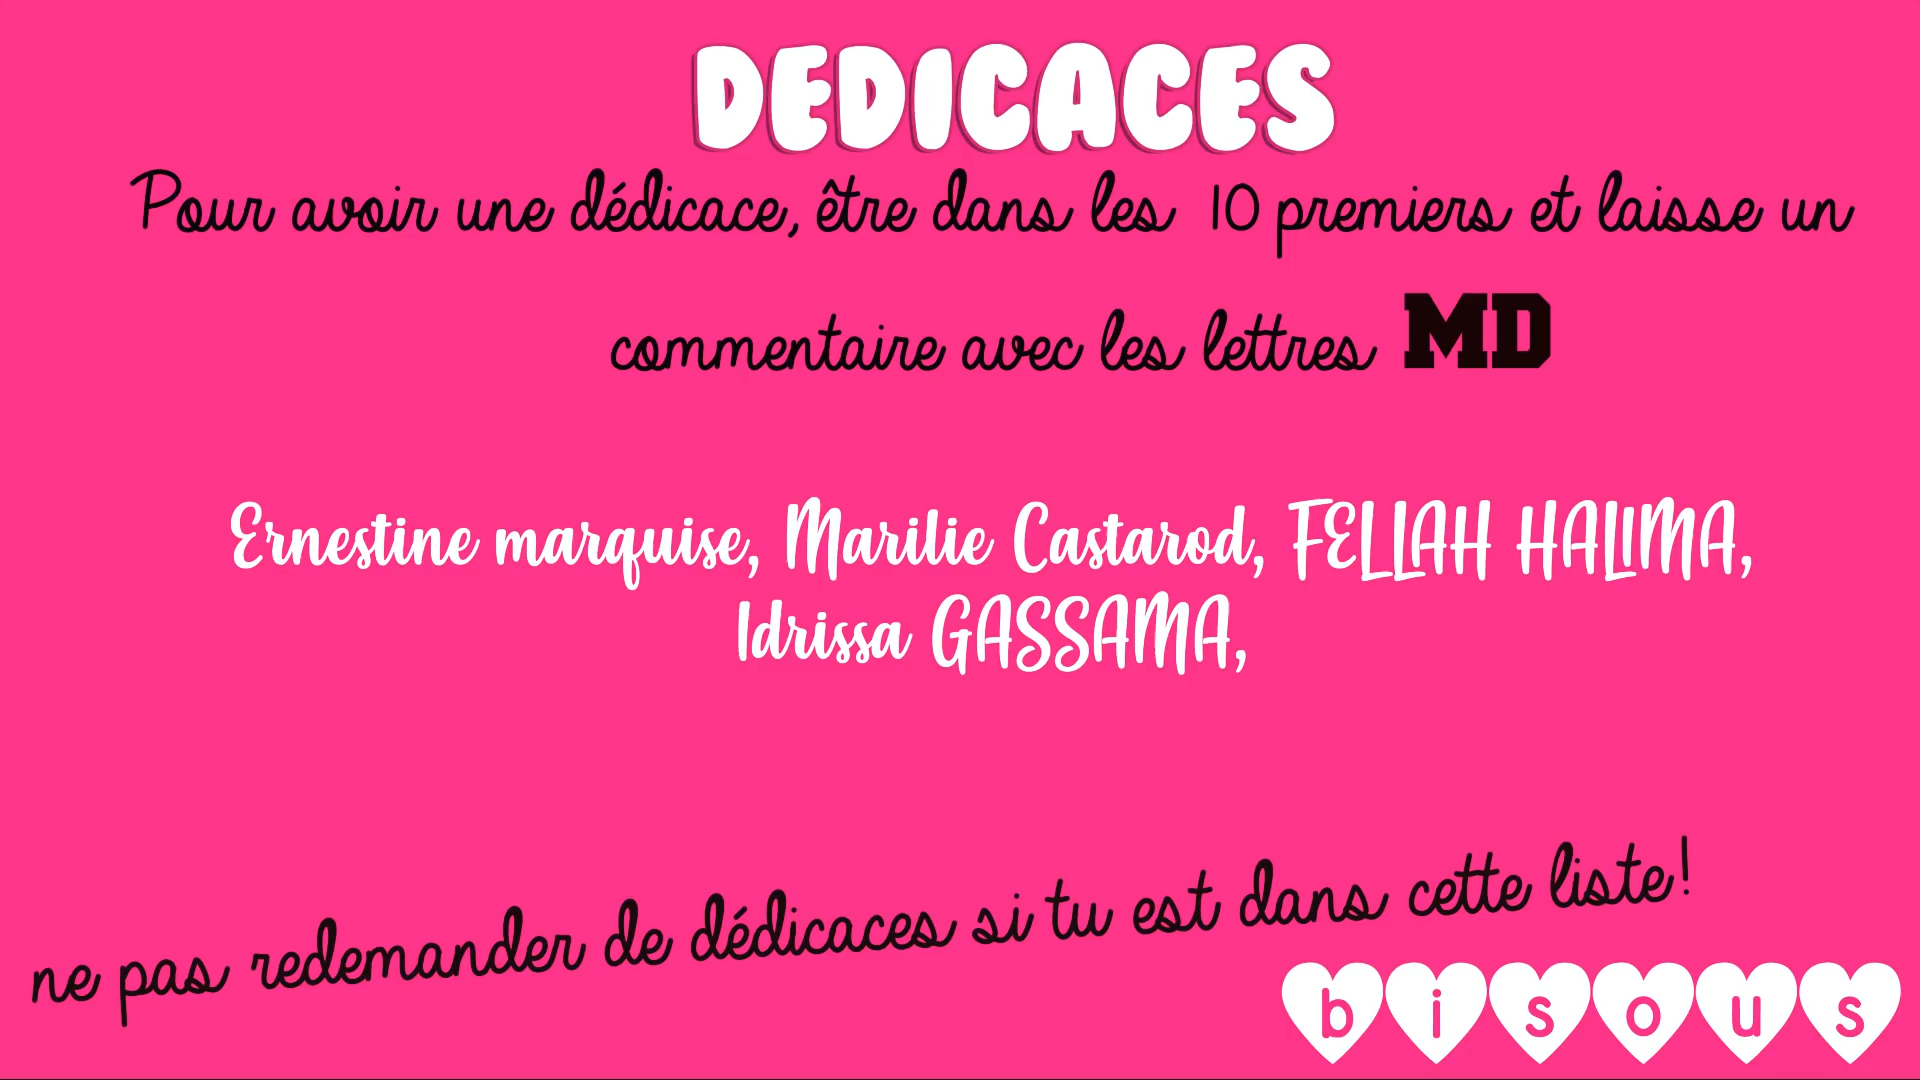 DEDICACES
Pour avoir une dédicace, être dans les 10 premiers et laisse un
commentaire avec les lettres MD
Ernestine marquise, Marilie Castarod, FELLAH HALIMA,
Idrissa GASSAMA,
ne pas redemander de dédicaces si tu est dans cette liste!
bisous